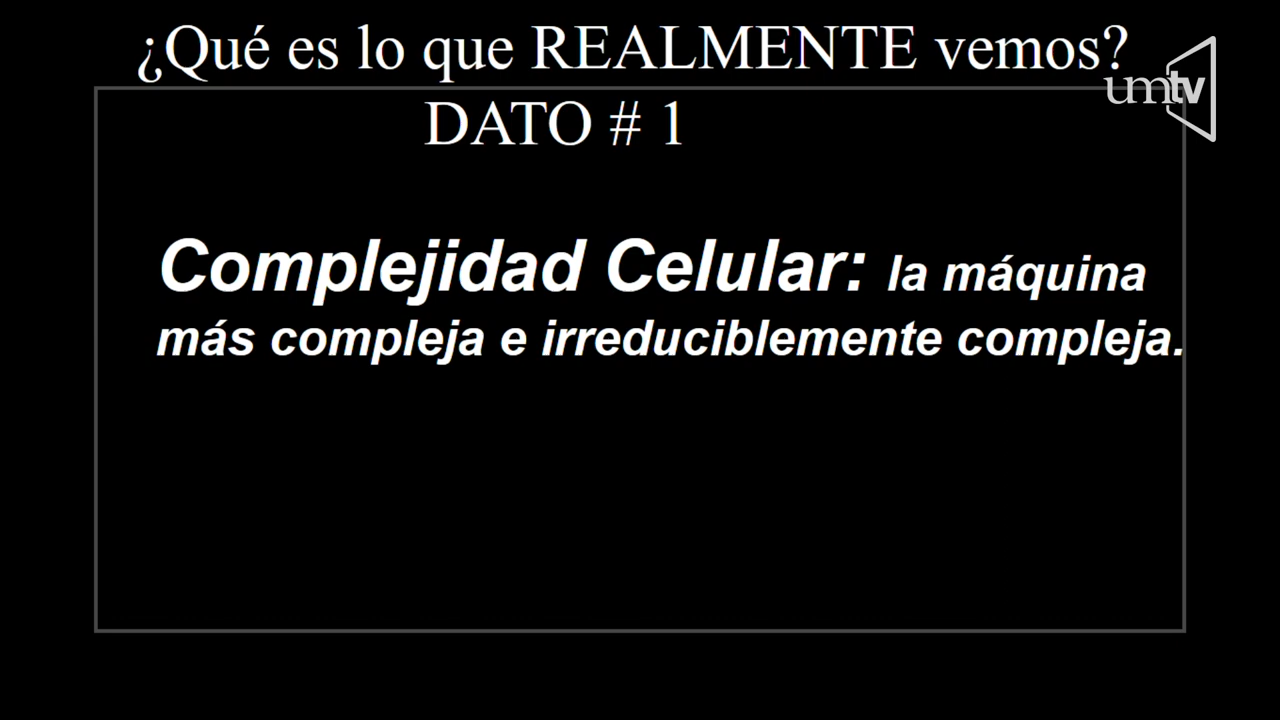 ¿Qué es lo que REALMENTE vemos?
umtv
DATO # 1
Complejidad Celular: la máquina
más compleja e irreduciblemente compleja.